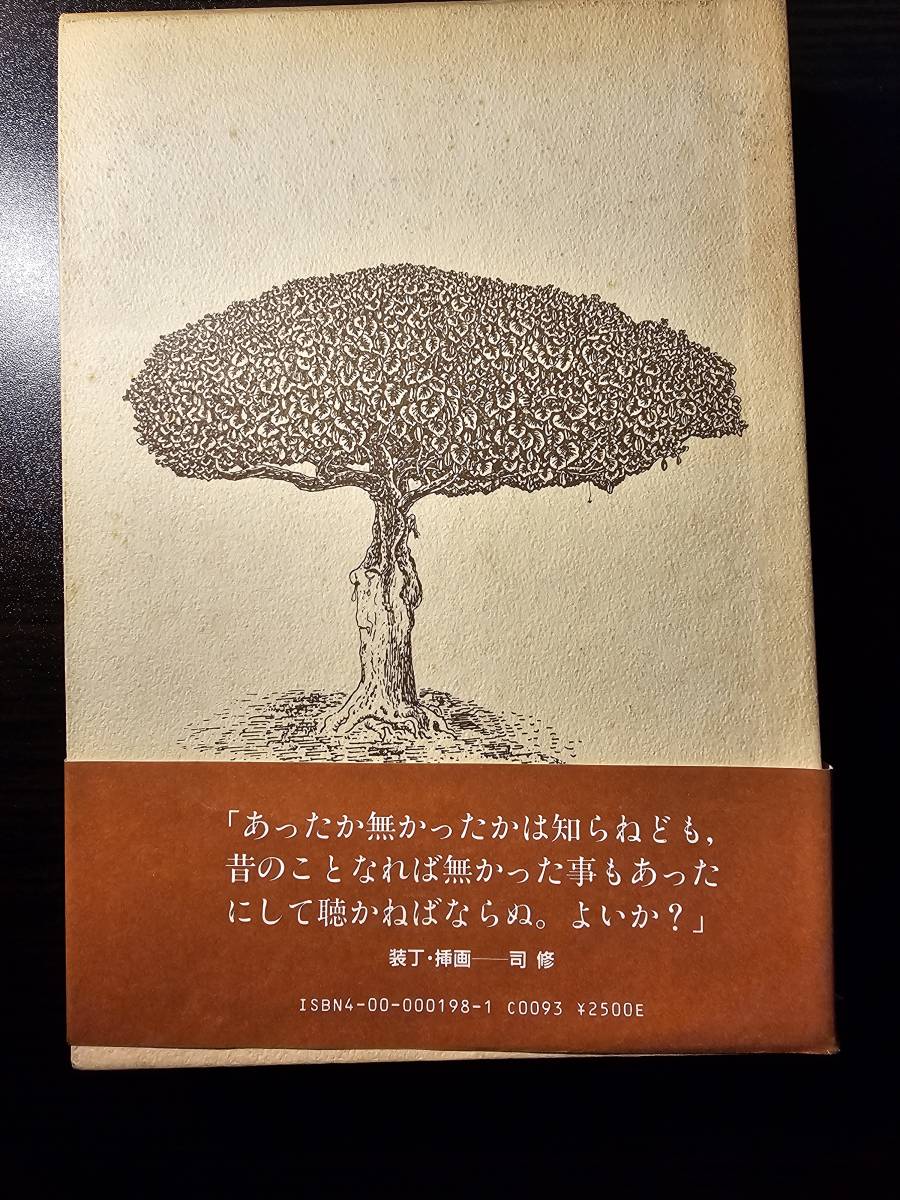 「あったか無かったかは知らねども,
昔のことなれば無かった事もあった
にして聴かねばならぬ。よいか?」
装丁・挿画——司 修
ISBN4-00-000198-1 C0093 ¥2500E